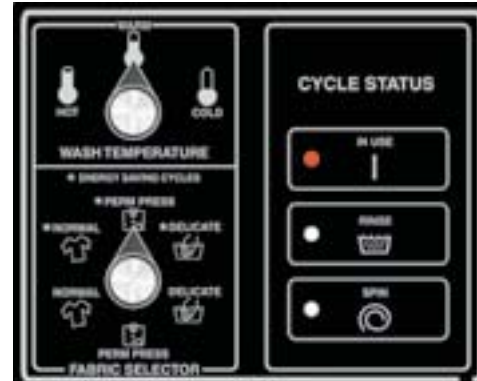 WARM
HOT
COLD
WASH TEMPERATURE
* ENERGY SAVING CYCLES
*PERM PRESS
*NORMAL
*DELICATE
NORMAL
DELICATE
PERM PRESS
FABRIC SELECTOR
CYCLE STATUS
IN USE
RINSE
SPIN